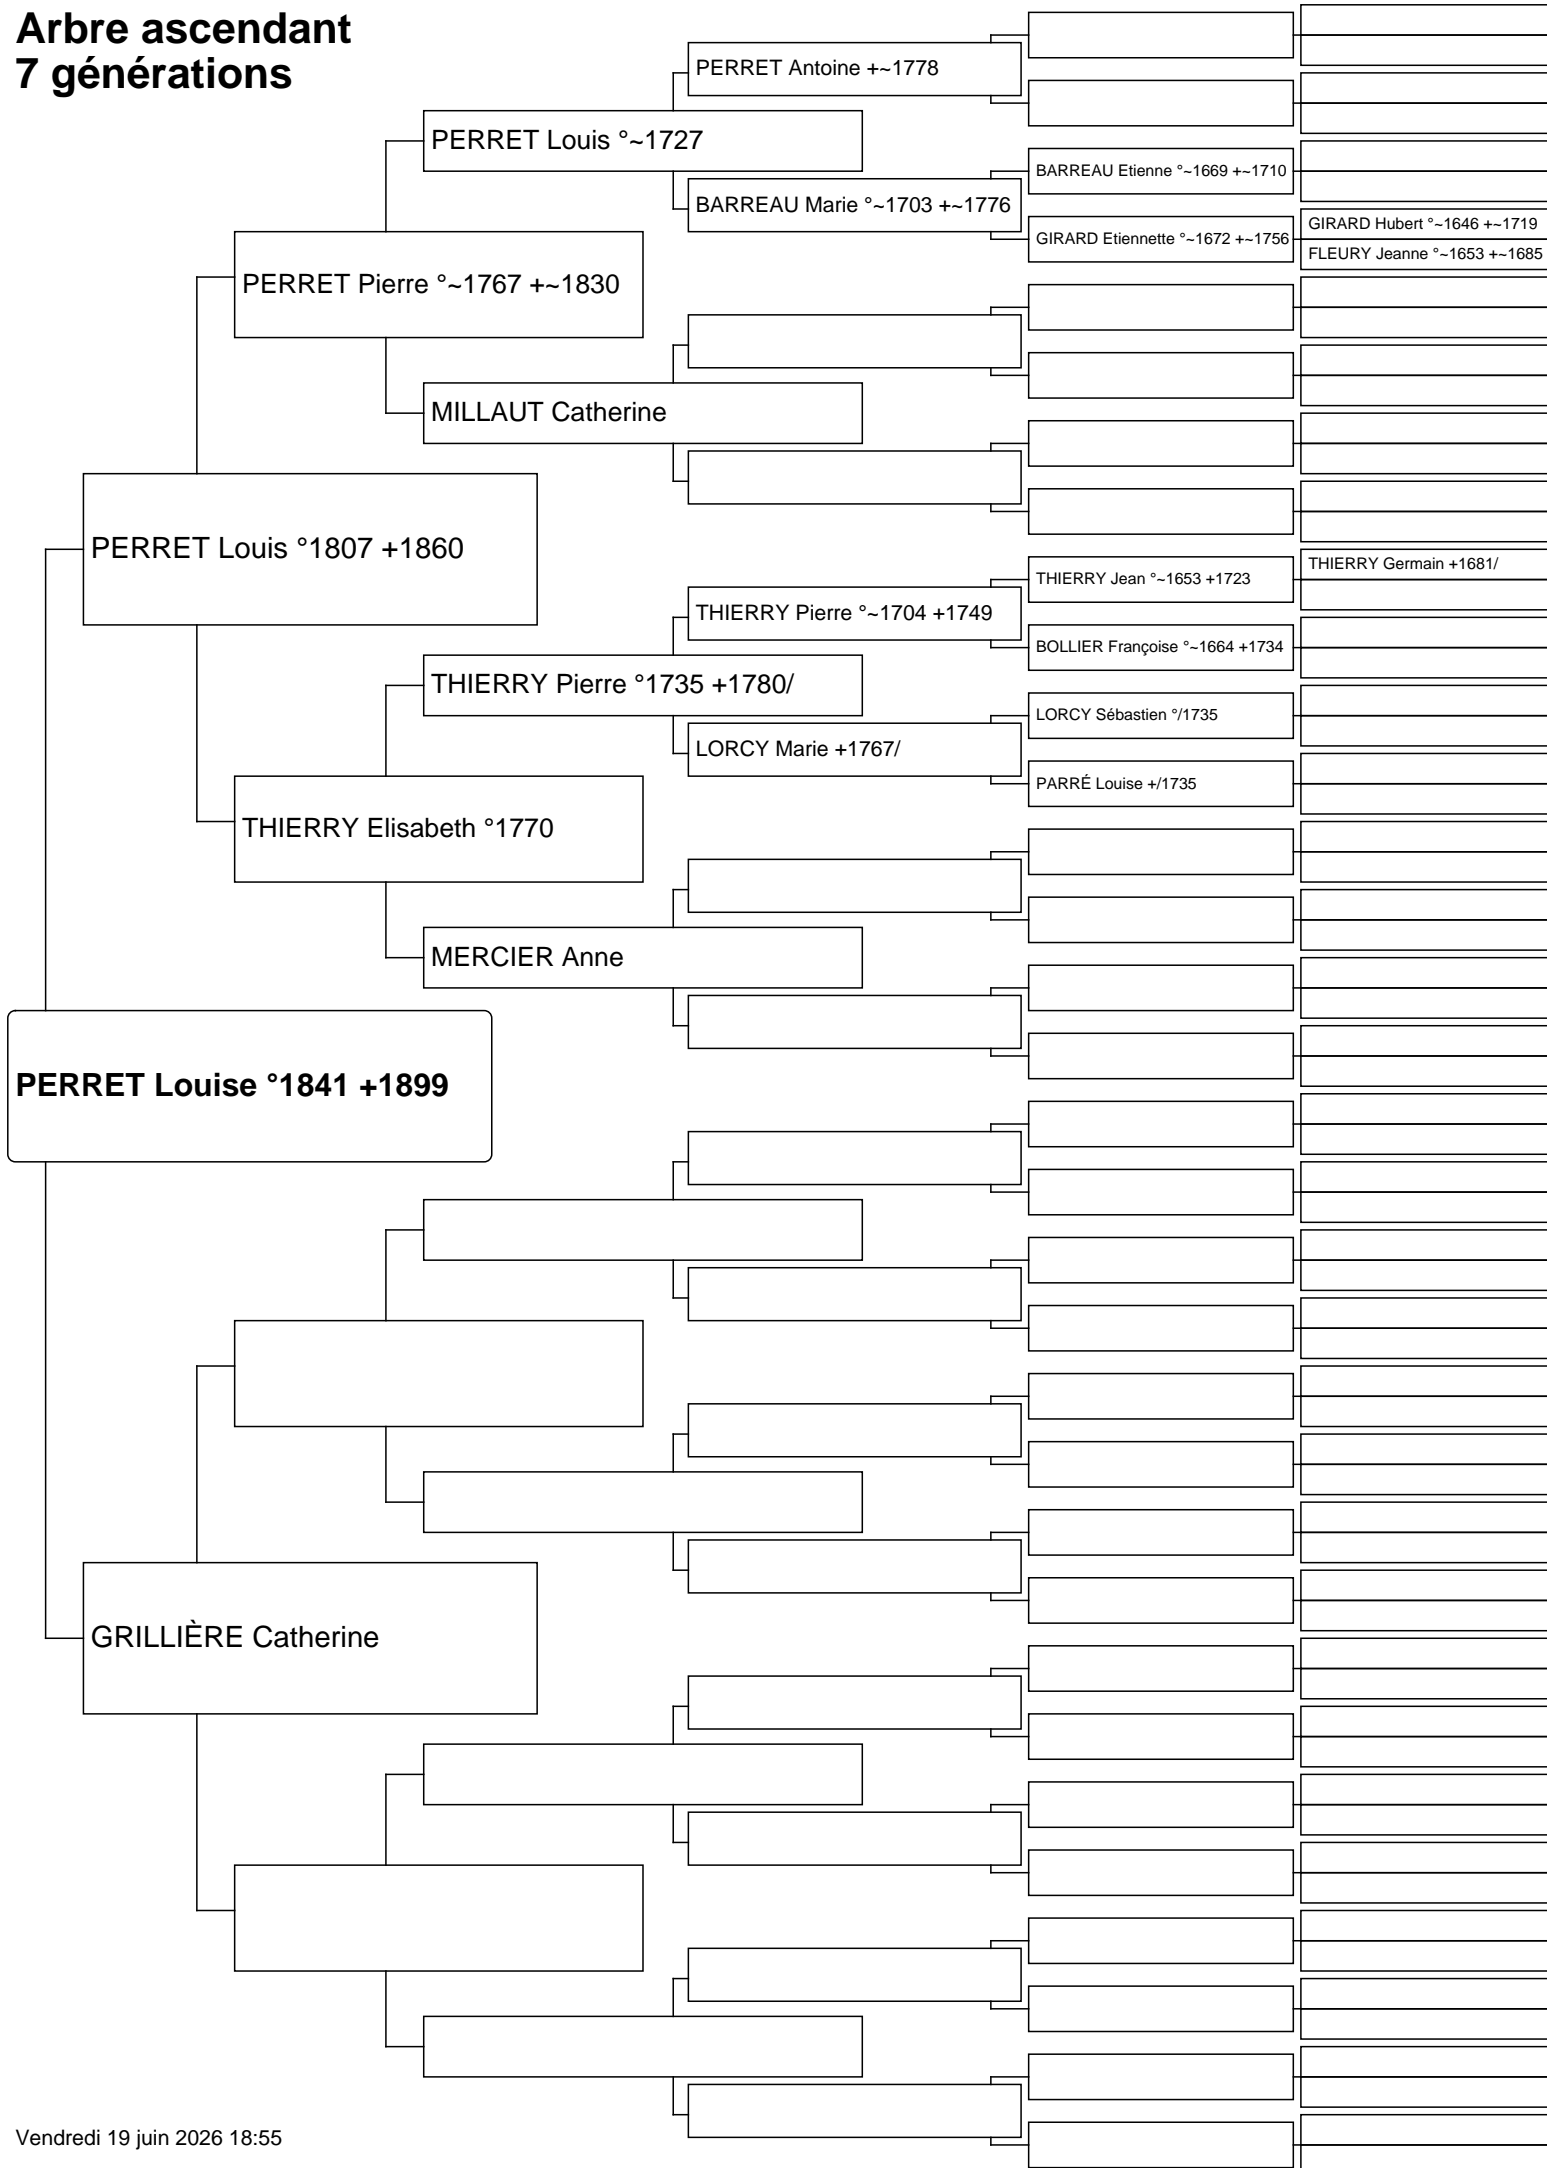 Arbre ascendant
7 générations
PERRET Antoine +~1778
PERRET Louis °~1727
BARREAU Etienne °~1669 +~1710
BARREAU Marie °~1703 +~1776
GIRARD Hubert °~1646 +~1719
GIRARD Etiennette °~1672 +~1756
FLEURY Jeanne °~1653 +~1685
PERRET Pierre °~1767 +~1830
MILLAUT Catherine
PERRET Louis °1807 +1860
THIERRY Germain +1681/
THIERRY Jean °~1653 +1723
THIERRY Pierre °~1704 +1749
BOLLIER Françoise °~1664 +1734
THIERRY Pierre °1735 +1780/
LORCY Sébastien °/1735
LORCY Marie +1767/
PARRÉ Louise +/1735
THIERRY Elisabeth °1770
MERCIER Anne
PERRET Louise °1841 +1899
GRILLIÈRE Catherine
Vendredi 19 juin 2026 18:55